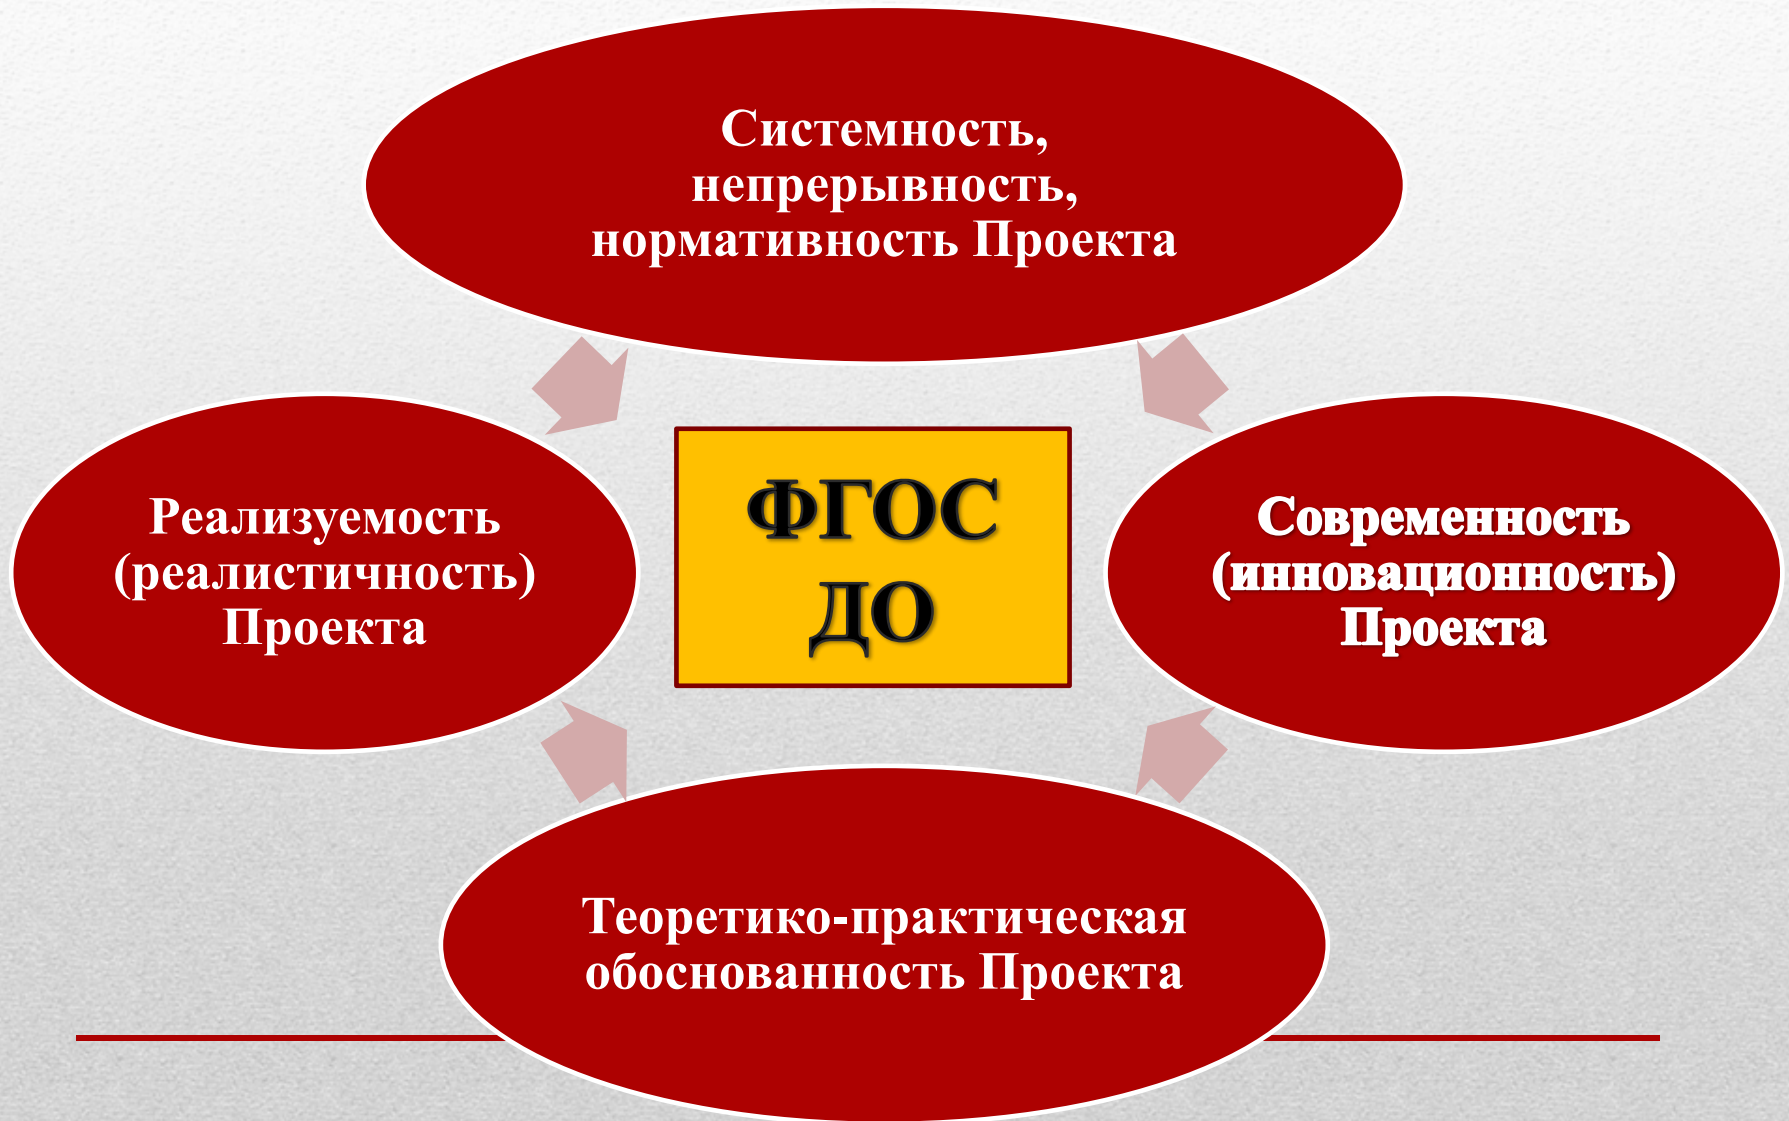 Системность,
непрерывность,
нормативность Проекта
Реализуемость
(реалистичность)
Проекта
ФГОС
ДО
Современность
(инновационность)
Проекта
Теоретико-практическая
обоснованность Проекта